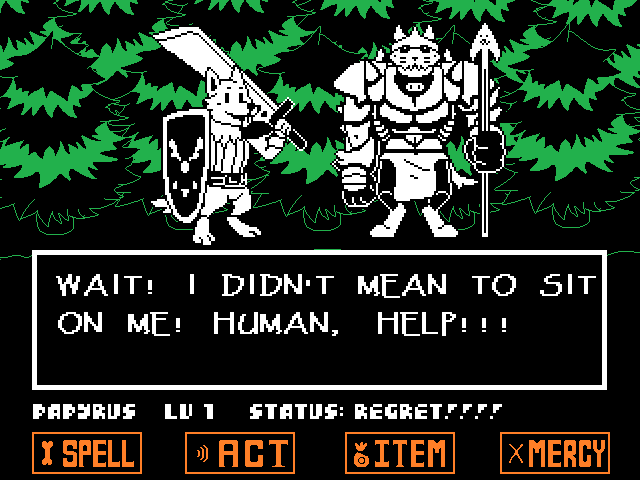 WAIT! I DIDN'T MEAN TO SIT
ON ME! HUMAN, HELP!!!
PAPYRUS LV 1 STATUS: REGRET!!!!
SPELL ACT ITEM MERCY